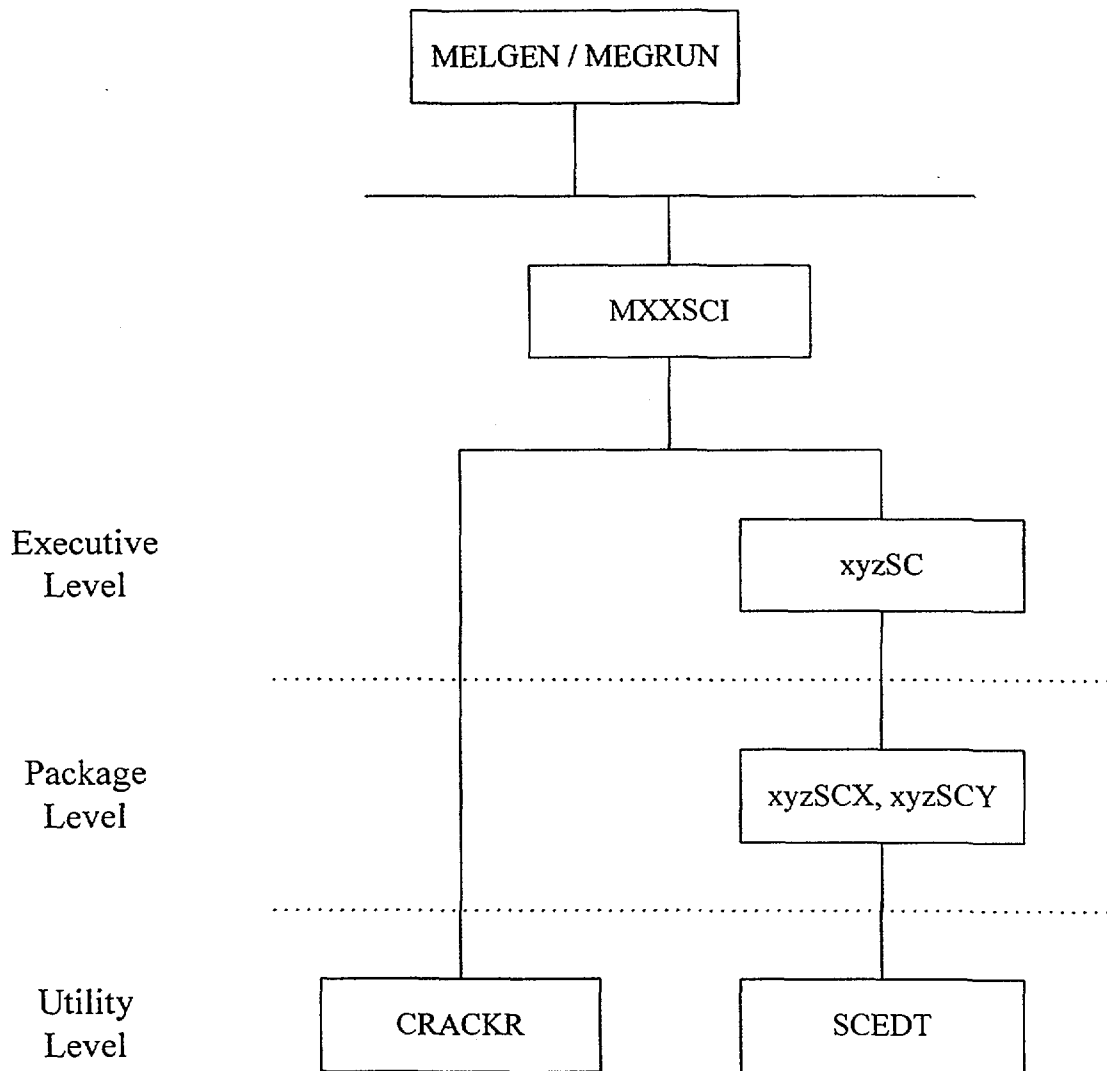 MELGEN / MEGRUN
MXXSCI
Executive
Level
xyzSC
Package
Level
xyzSCX, xyzSCY
Utility
Level
CRACKR
SCEDT